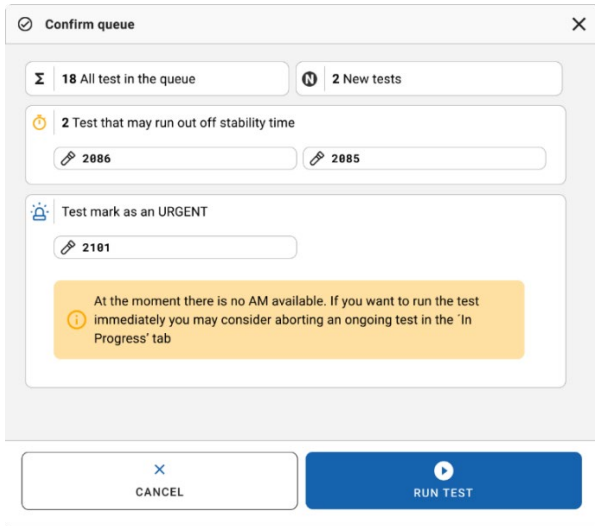 Confirm queue
Σ 18 All test in the queue
N 2 New tests
2 Test that may run out off stability time
2086
2085
Test mark as an URGENT
2101
At the moment there is no AM available. If you want to run the test
immediately you may consider aborting an ongoing test in the ´In
Progress’ tab
CANCEL
RUN TEST